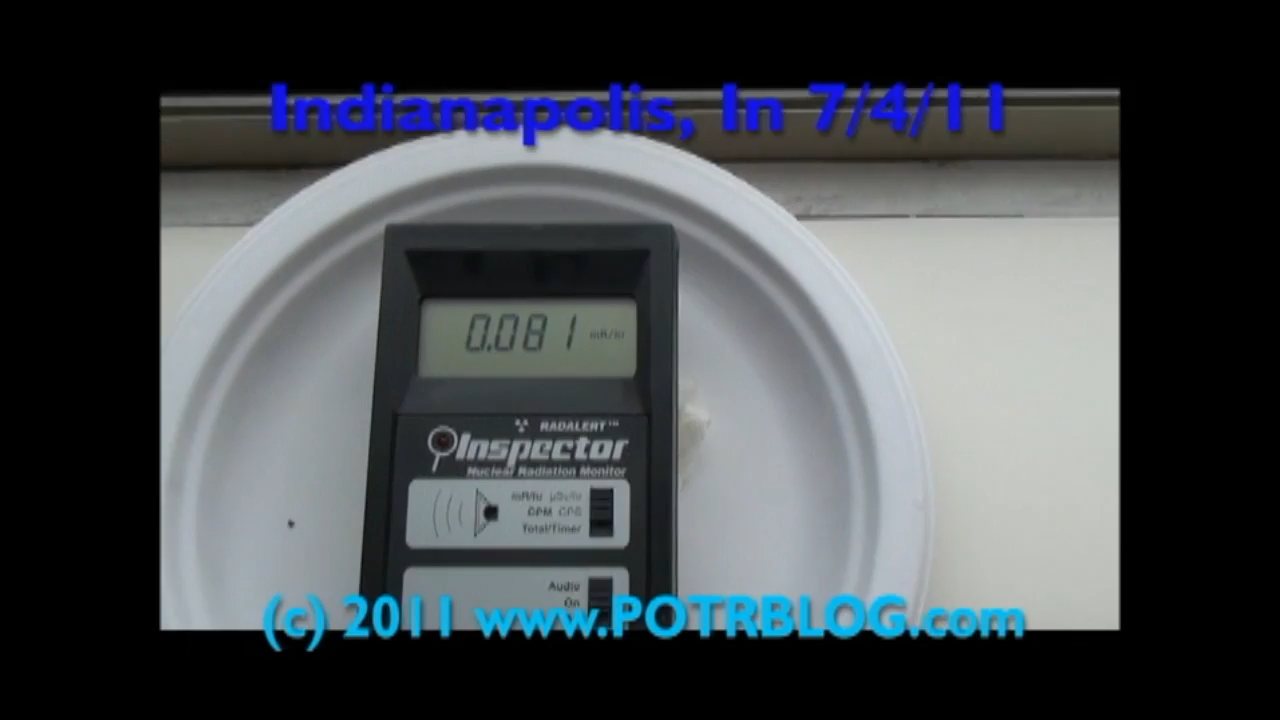 Indianapolis, In 7/4/11
0.081 mR/hr
RADALERT™
Inspector
Nuclear Radiation Monitor
mR/hr µSv/hr
CPM CPS
Total/Timer
Audio
On
(c) 2011 www.POTRBLOG.com